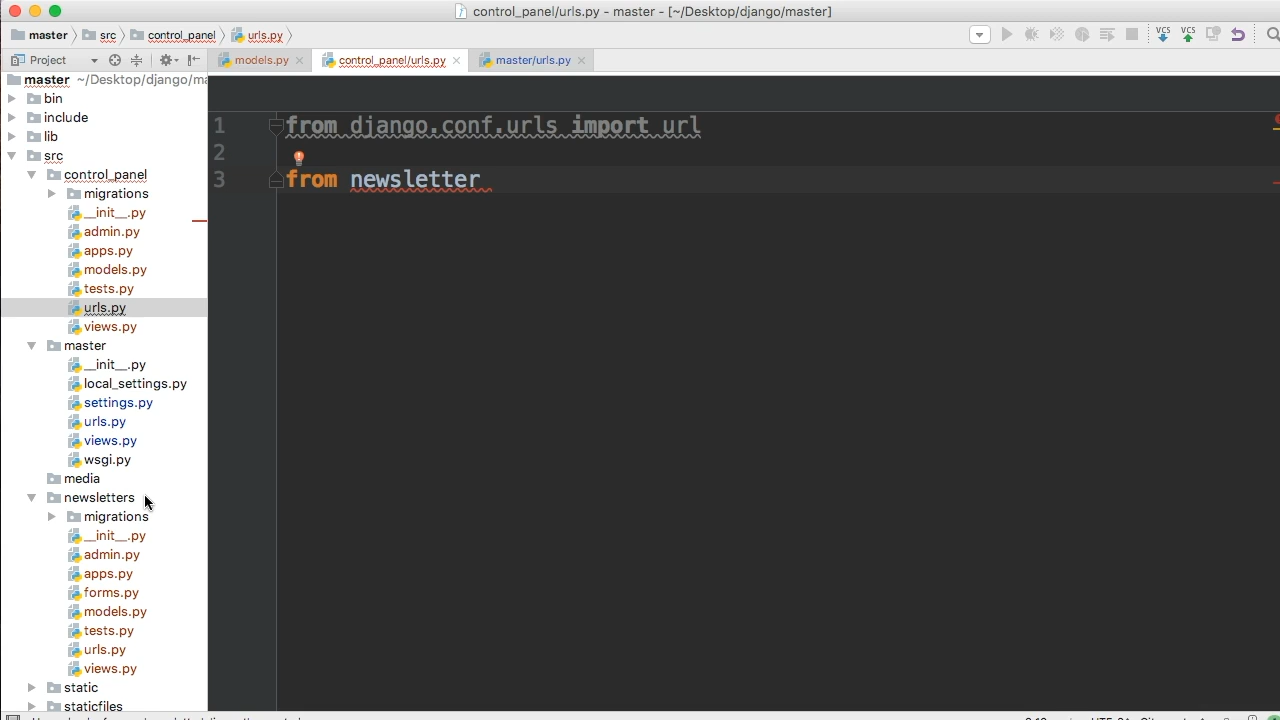 control_panel/urls.py - master - [~/Desktop/django/master]
master src control_panel urls.py
VCS VCS
Project models.py control_panel/urls.py master/urls.py
master ~/Desktop/django/ma
bin
include
lib
src
control_panel
migrations
__init__.py
admin.py
apps.py
models.py
tests.py
urls.py
views.py
master
__init__.py
local_settings.py
settings.py
urls.py
views.py
wsgi.py
media
newsletters
migrations
__init__.py
admin.py
apps.py
forms.py
models.py
tests.py
urls.py
views.py
static
staticfiles
1 from django.conf.urls import url
2
3 from newsletter